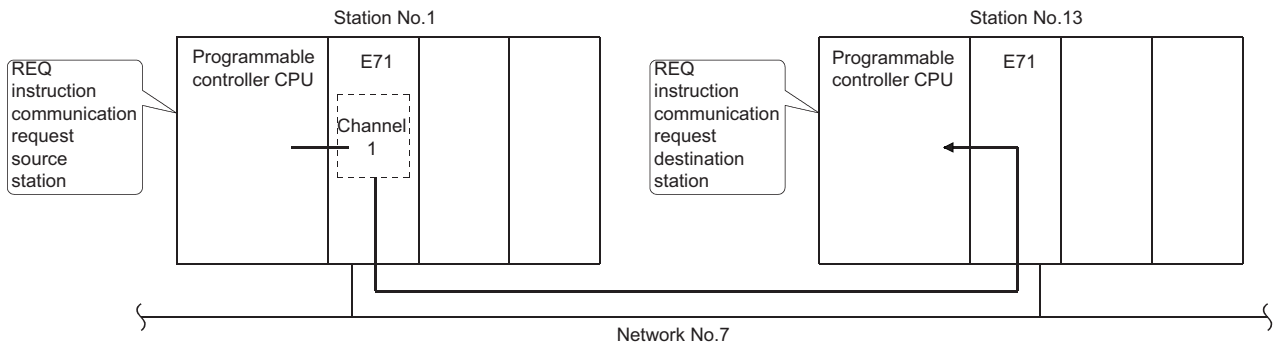 Station No.1
Station No.13
REQ
instruction
communication
request
source
station
Programmable
controller CPU
E71
Channel
1
REQ
instruction
communication
request
destination
station
Programmable
controller CPU
E71
Network No.7